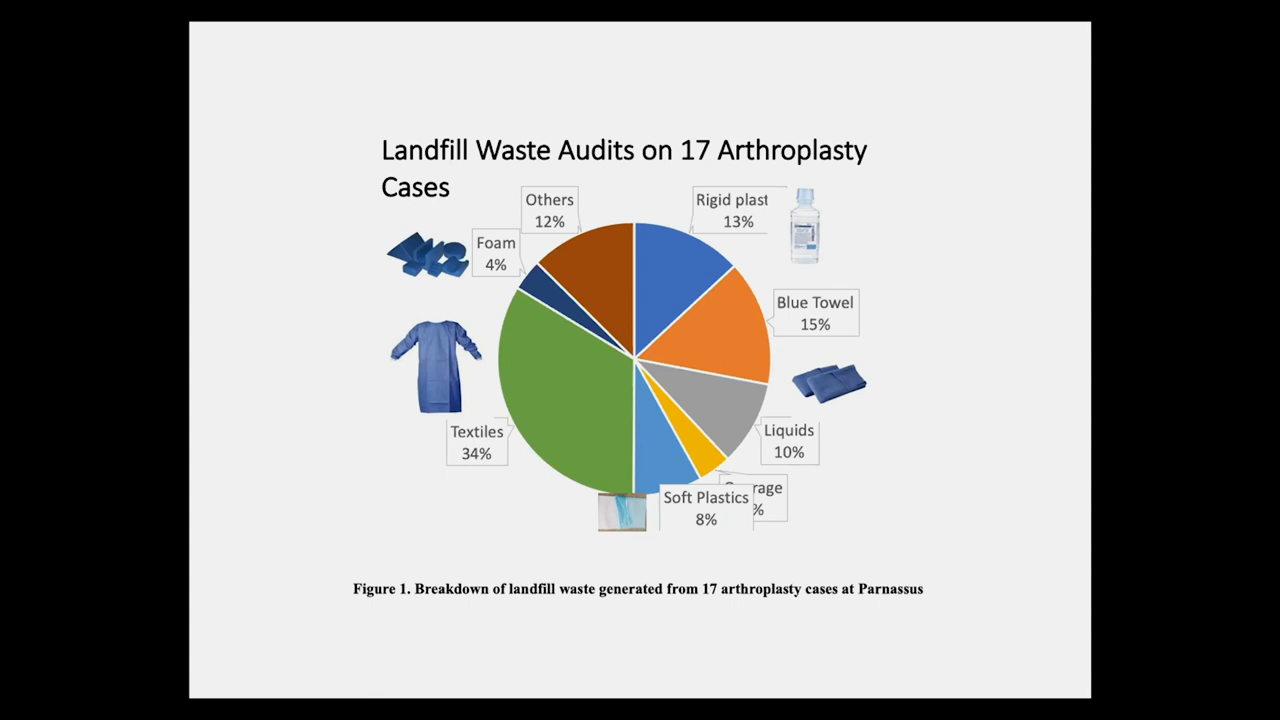 Landfill Waste Audits on 17 Arthroplasty
Cases
Others
12%
Rigid plast
13%
Foam
4%
Blue Towel
15%
Textiles
34%
Liquids
10%
Soft Plastics
8%
Figure 1. Breakdown of landfill waste generated from 17 arthroplasty cases at Parnassus